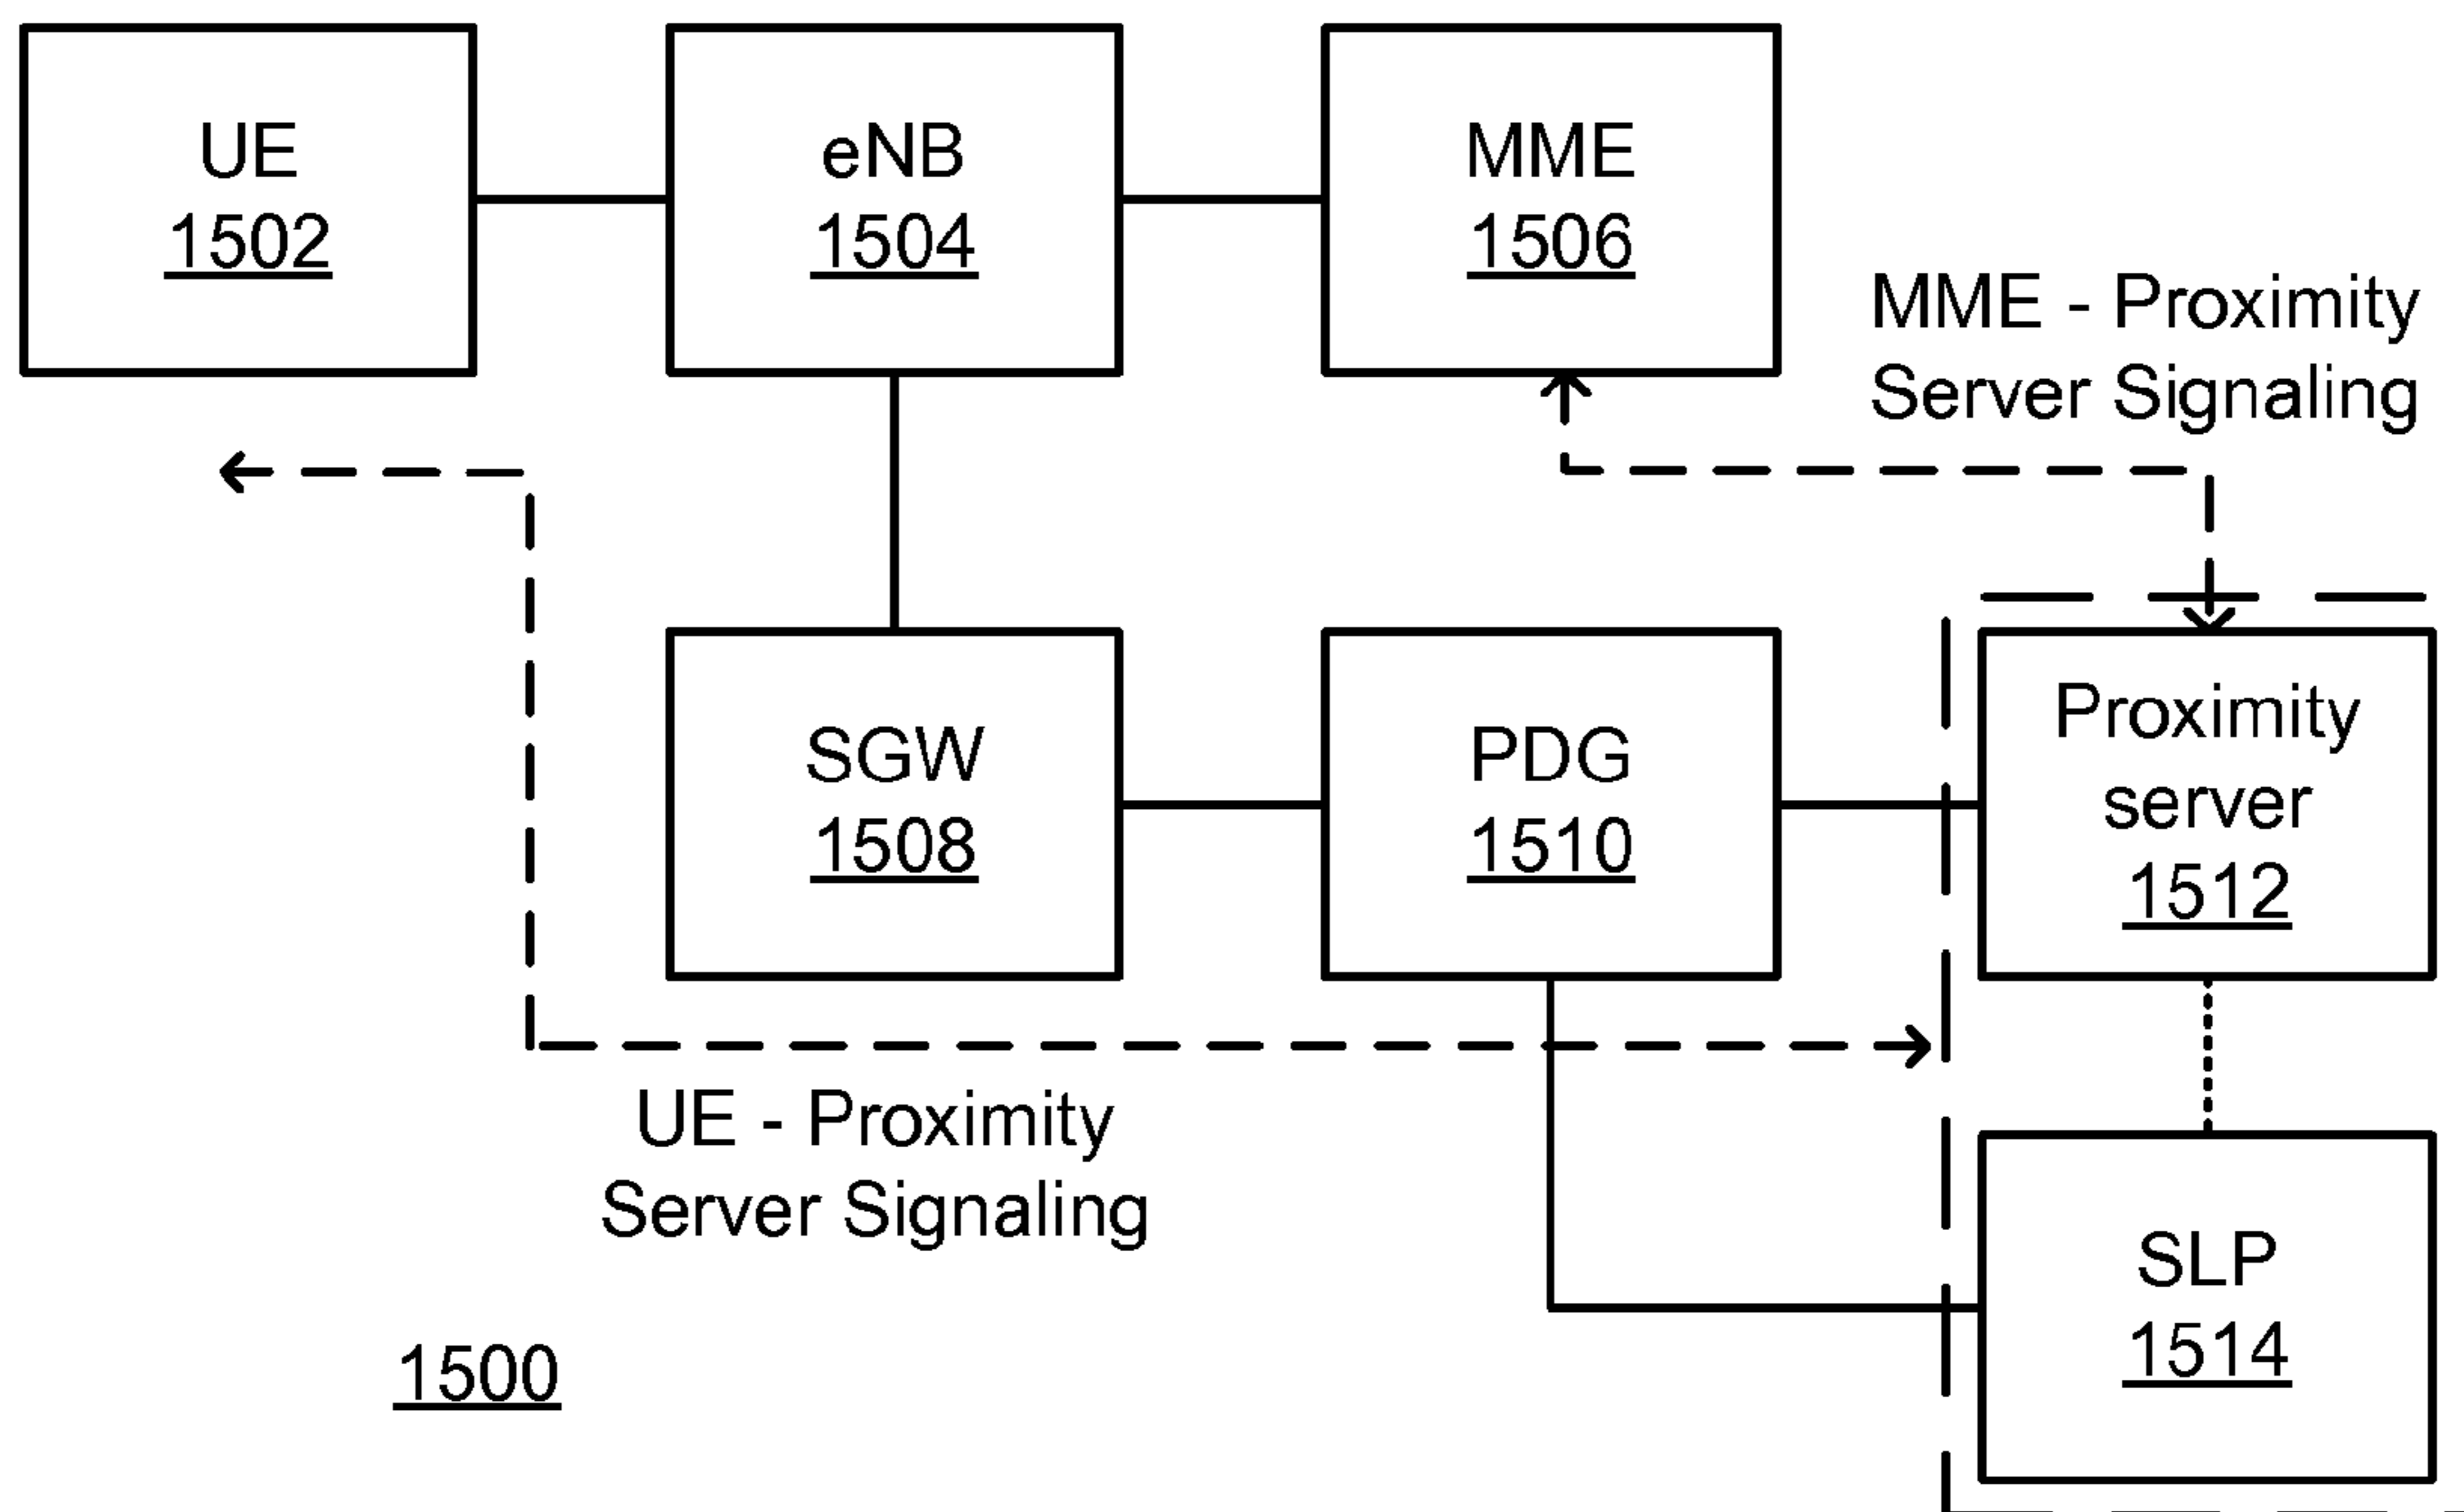 UE
1502
eNB
1504
MME
1506
MME - Proximity
Server Signaling
SGW
1508
PDG
1510
Proximity
server
1512
UE - Proximity
Server Signaling
SLP
1514
1500